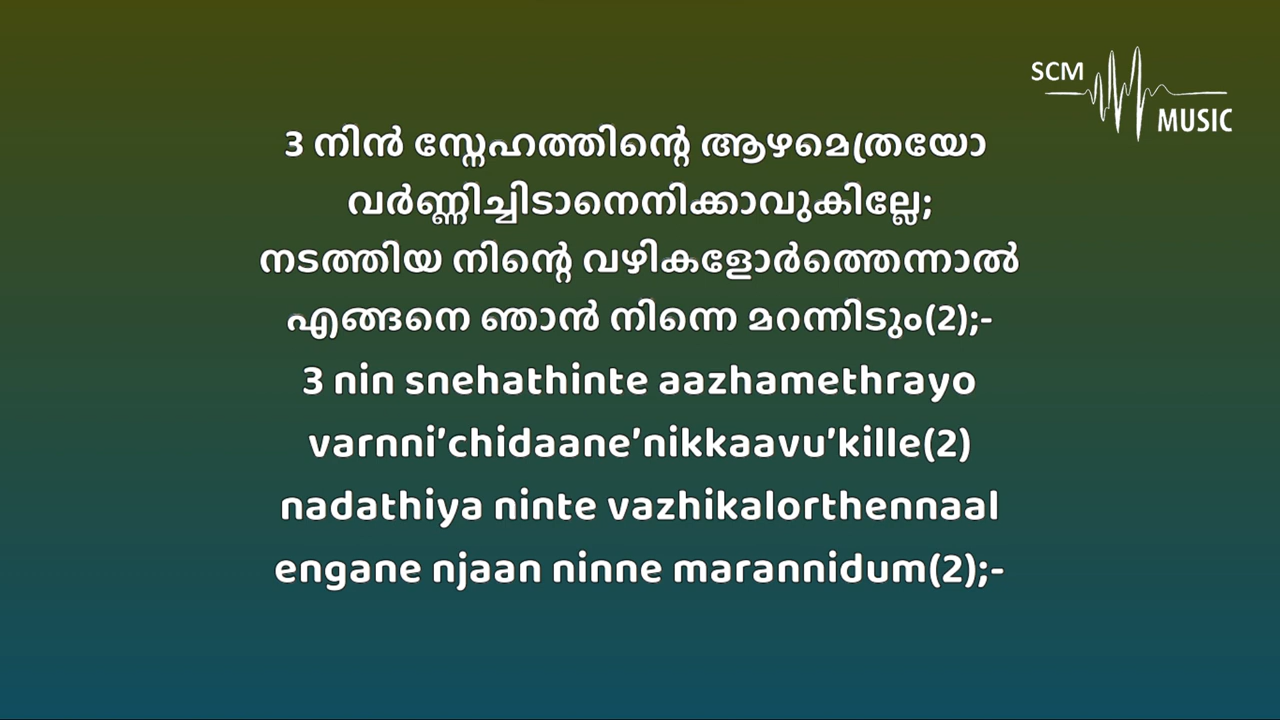 SCM
MUSIC
3 നിൻ സ്നേഹത്തിന്റെ ആഴമെത്രയോ
വർണ്ണിച്ചിടാനെനിക്കാവുകില്ലേ;
നടത്തിയ നിന്റെ വഴികളോർത്തെന്നാൽ
എങ്ങനെ ഞാൻ നിന്നെ മറന്നിടും(2);-
3 nin snehathinte aazhamethrayo
varnni’chidaane’nikkaavu’kille(2)
nadathiya ninte vazhikalorthennaal
engane njaan ninne marannidum(2);-